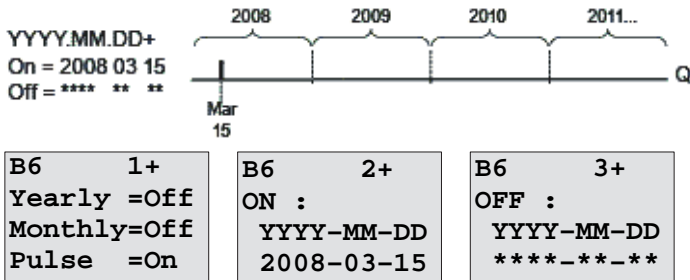 2008 2009 2010 2011...
YYYY.MM.DD+
On = 2008 03 15
Off = **** ** **
Q
Mar
15
B6 1+
Yearly =Off
Monthly=Off
Pulse =On
B6 2+
ON :
YYYY-MM-DD
2008-03-15
B6 3+
OFF :
YYYY-MM-DD
****-**-**